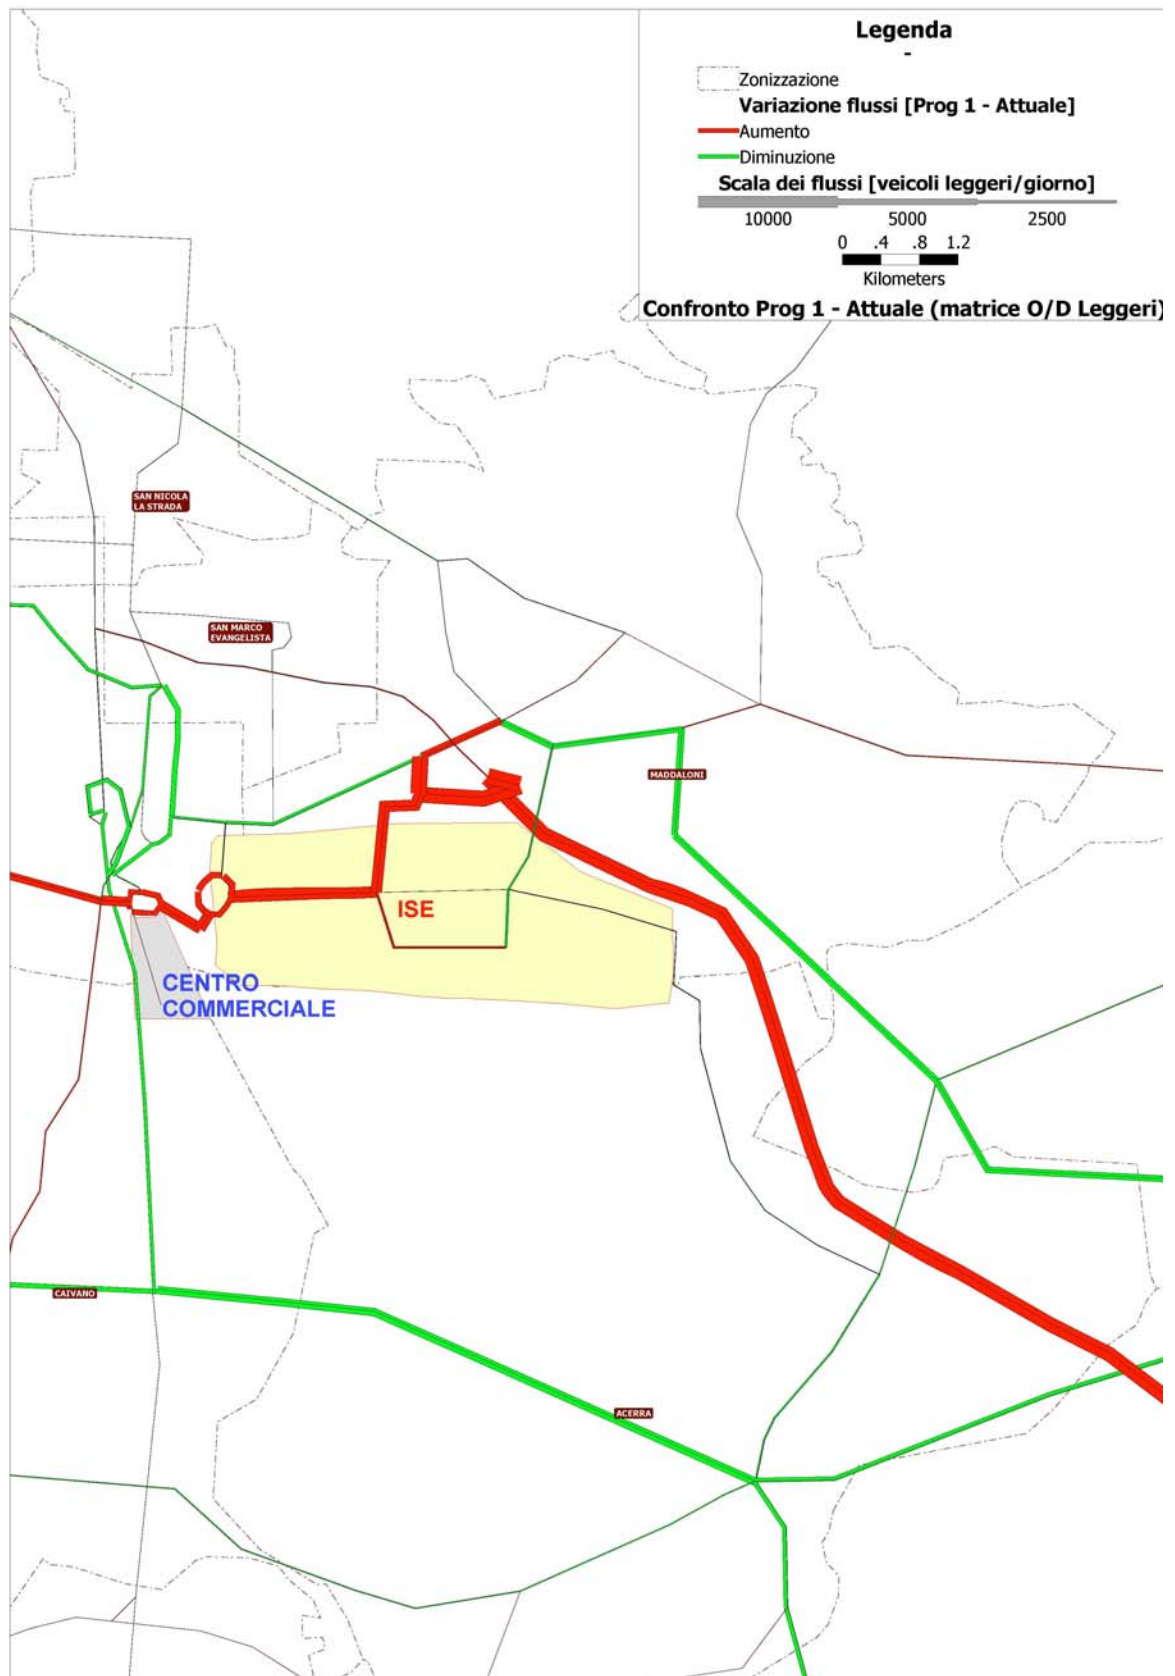 Legenda
-
Zonizzazione
Variazione flussi [Prog 1 - Attuale]
Aumento
Diminuzione
Scala dei flussi [veicoli leggeri/giorno]
10000 5000 2500
0 .4 .8 1.2
Kilometers
Confronto Prog 1 - Attuale (matrice O/D Leggeri)
SAN NICOLA
LA STRADA
SAN MARCO
EVANGELISTA
MADDALONI
ISE
CENTRO
COMMERCIALE
CAIVANO
ACERRA